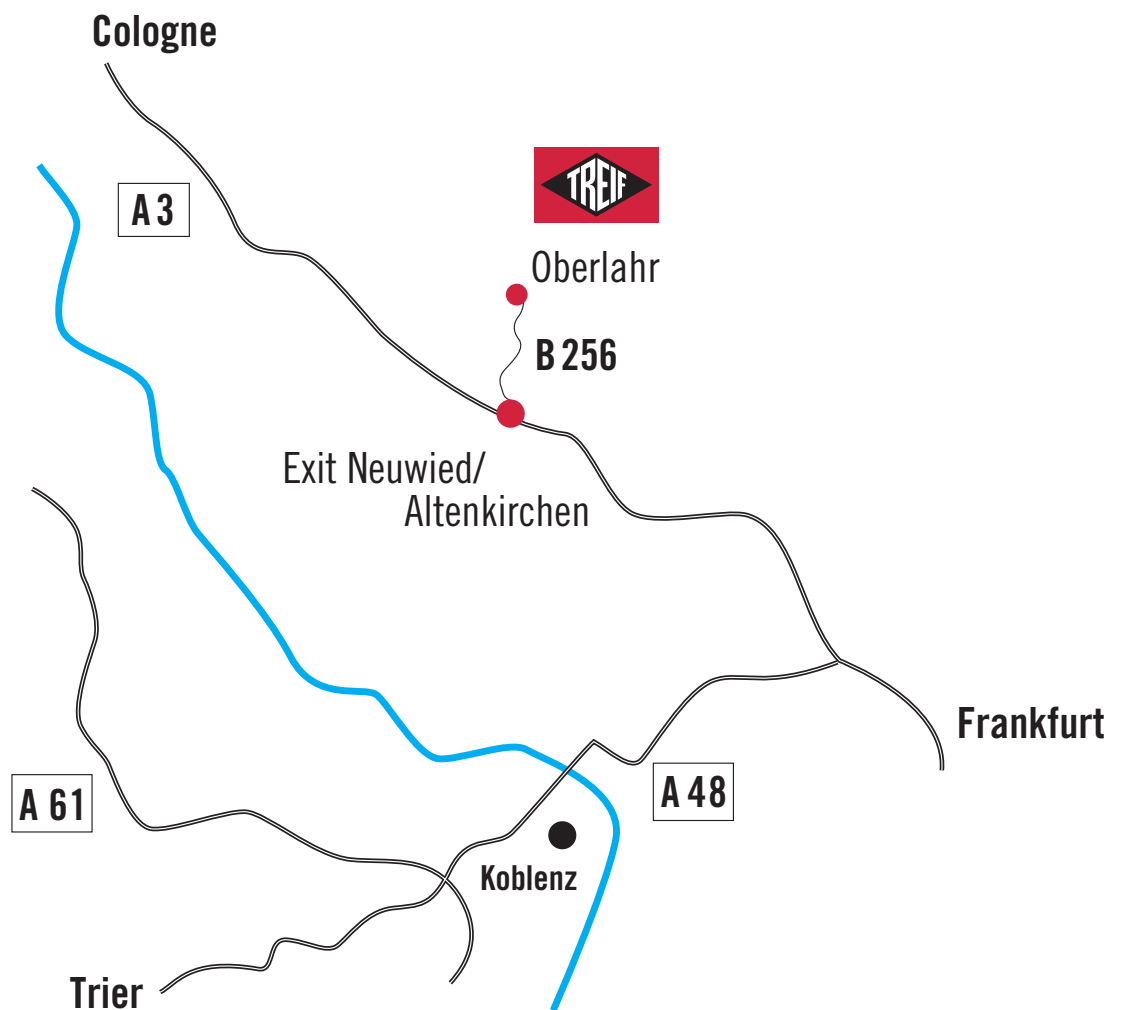 Cologne
A 3
TREIF
Oberlahr
B 256
Exit Neuwied/
Altenkirchen
Frankfurt
A 61
A 48
Koblenz
Trier